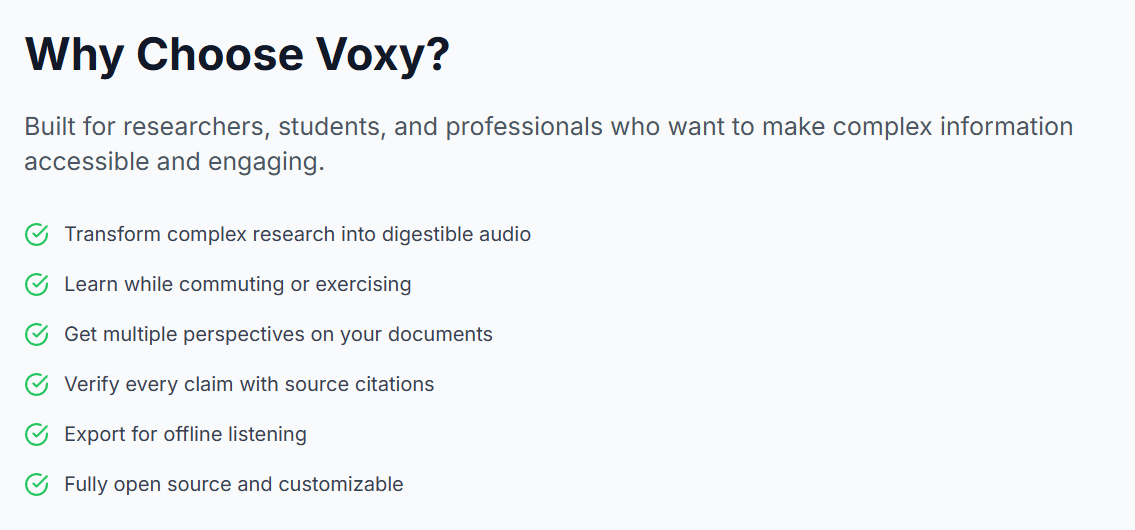 Why Choose Voxy?
Built for researchers, students, and professionals who want to make complex information
accessible and engaging.
Transform complex research into digestible audio
Learn while commuting or exercising
Get multiple perspectives on your documents
Verify every claim with source citations
Export for offline listening
Fully open source and customizable